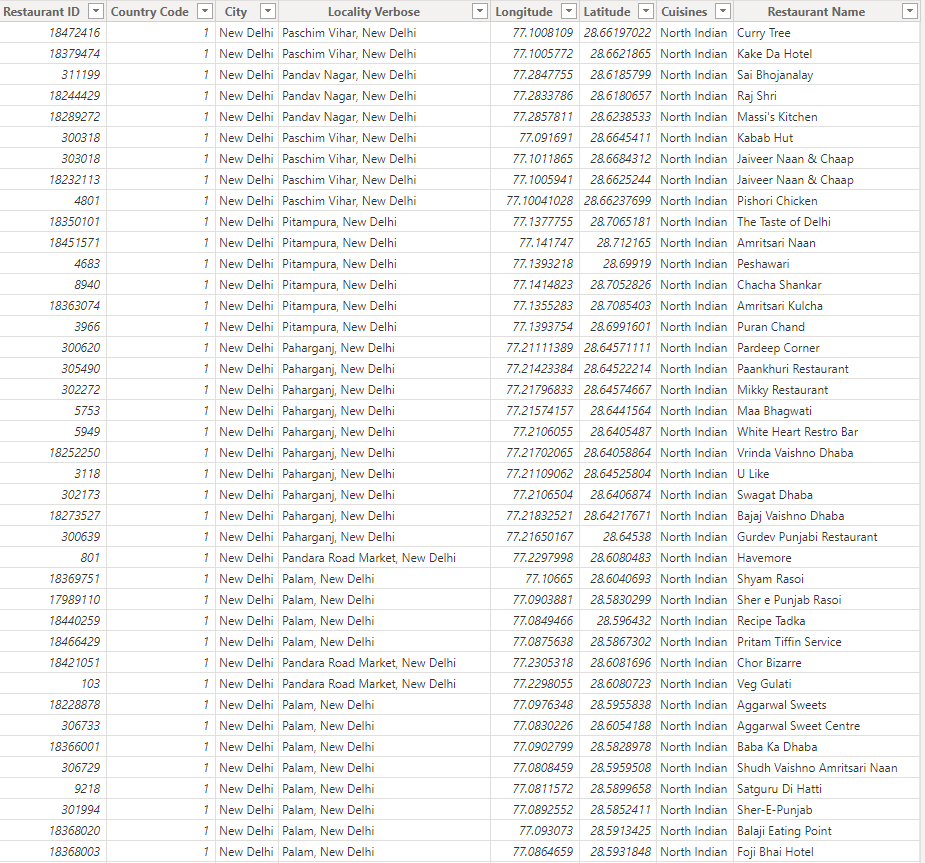 Restaurant ID Country Code City Locality Verbose Longitude Latitude Cuisines Restaurant Name
18472416 1 New Delhi Paschim Vihar, New Delhi 77.1008109 28.66197022 North Indian Curry Tree
18379474 1 New Delhi Paschim Vihar, New Delhi 77.1005772 28.6621865 North Indian Kake Da Hotel
311199 1 New Delhi Pandav Nagar, New Delhi 77.2847755 28.6185799 North Indian Sai Bhojanalay
18244429 1 New Delhi Pandav Nagar, New Delhi 77.2833786 28.6180657 North Indian Raj Shri
18289272 1 New Delhi Pandav Nagar, New Delhi 77.2857811 28.6238533 North Indian Massi's Kitchen
300318 1 New Delhi Paschim Vihar, New Delhi 77.091691 28.6645411 North Indian Kabab Hut
303018 1 New Delhi Paschim Vihar, New Delhi 77.1011865 28.6684312 North Indian Jaiveer Naan & Chaap
18232113 1 New Delhi Paschim Vihar, New Delhi 77.1005941 28.6625244 North Indian Jaiveer Naan & Chaap
4801 1 New Delhi Paschim Vihar, New Delhi 77.10041028 28.66237699 North Indian Pishori Chicken
18350101 1 New Delhi Pitampura, New Delhi 77.1377755 28.7065181 North Indian The Taste of Delhi
18451571 1 New Delhi Pitampura, New Delhi 77.141747 28.712165 North Indian Amritsari Naan
4683 1 New Delhi Pitampura, New Delhi 77.1393218 28.69919 North Indian Peshawari
8940 1 New Delhi Pitampura, New Delhi 77.1414823 28.7052826 North Indian Chacha Shankar
18363074 1 New Delhi Pitampura, New Delhi 77.1355283 28.7085403 North Indian Amritsari Kulcha
3966 1 New Delhi Pitampura, New Delhi 77.1393754 28.6991601 North Indian Puran Chand
300620 1 New Delhi Paharganj, New Delhi 77.21111389 28.64571111 North Indian Pardeep Corner
305490 1 New Delhi Paharganj, New Delhi 77.21423384 28.64522214 North Indian Paankhuri Restaurant
302272 1 New Delhi Paharganj, New Delhi 77.21796833 28.64574667 North Indian Mikky Restaurant
5753 1 New Delhi Paharganj, New Delhi 77.21574157 28.6441564 North Indian Maa Bhagwati
5949 1 New Delhi Paharganj, New Delhi 77.2106055 28.6405487 North Indian White Heart Restro Bar
18252250 1 New Delhi Paharganj, New Delhi 77.21702065 28.64058864 North Indian Vrinda Vaishno Dhaba
3118 1 New Delhi Paharganj, New Delhi 77.21109062 28.64525804 North Indian U Like
302173 1 New Delhi Paharganj, New Delhi 77.2106504 28.6406874 North Indian Swagat Dhaba
18273527 1 New Delhi Paharganj, New Delhi 77.21832521 28.64217671 North Indian Bajaj Vaishno Dhaba
300639 1 New Delhi Paharganj, New Delhi 77.21650167 28.64538 North Indian Gurdev Punjabi Restaurant
801 1 New Delhi Pandara Road Market, New Delhi 77.2297998 28.6080483 North Indian Havemore
18369751 1 New Delhi Palam, New Delhi 77.10665 28.6040693 North Indian Shyam Rasoi
17989110 1 New Delhi Palam, New Delhi 77.0903881 28.5830299 North Indian Sher e Punjab Rasoi
18440259 1 New Delhi Palam, New Delhi 77.0849466 28.596432 North Indian Recipe Tadka
18466429 1 New Delhi Palam, New Delhi 77.0875638 28.5867302 North Indian Pritam Tiffin Service
18421051 1 New Delhi Pandara Road Market, New Delhi 77.2305318 28.6081696 North Indian Chor Bizarre
103 1 New Delhi Pandara Road Market, New Delhi 77.2298055 28.6080723 North Indian Veg Gulati
18228878 1 New Delhi Palam, New Delhi 77.0976348 28.5955838 North Indian Aggarwal Sweets
306733 1 New Delhi Palam, New Delhi 77.0830226 28.6054188 North Indian Aggarwal Sweet Centre
18366001 1 New Delhi Palam, New Delhi 77.0902799 28.5828978 North Indian Baba Ka Dhaba
306729 1 New Delhi Palam, New Delhi 77.0808459 28.5959508 North Indian Shudh Vaishno Amritsari Naan
9218 1 New Delhi Palam, New Delhi 77.0811572 28.5899658 North Indian Satguru Di Hatti
301994 1 New Delhi Palam, New Delhi 77.0892552 28.5852411 North Indian Sher-E-Punjab
18368020 1 New Delhi Palam, New Delhi 77.093073 28.5913425 North Indian Balaji Eating Point
18368003 1 New Delhi Palam, New Delhi 77.0864659 28.5931848 North Indian Foji Bhai Hotel